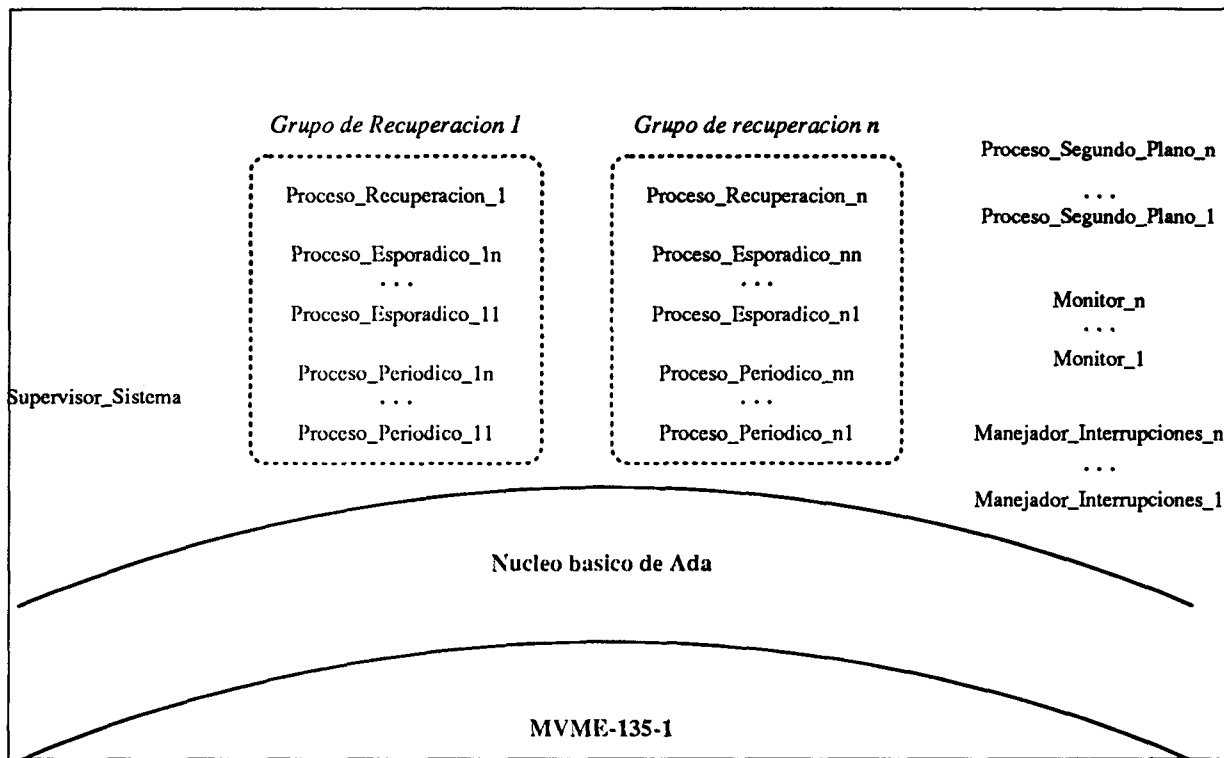 Grupo de Recuperacion 1
Proceso_Recuperacion_1
Proceso_Esporadico_1n
...
Proceso_Esporadico_11
Proceso_Periodico_1n
...
Proceso_Periodico_11
Grupo de recuperacion n
Proceso_Recuperacion_n
Proceso_Esporadico_nn
...
Proceso_Esporadico_n1
Proceso_Periodico_nn
...
Proceso_Periodico_n1
Proceso_Segundo_Plano_n
...
Proceso_Segundo_Plano_1
Monitor_n
...
Monitor_1
Manejador_Interrupciones_n
...
Manejador_Interrupciones_1
Supervisor_Sistema
Nucleo basico de Ada
MVME-135-1